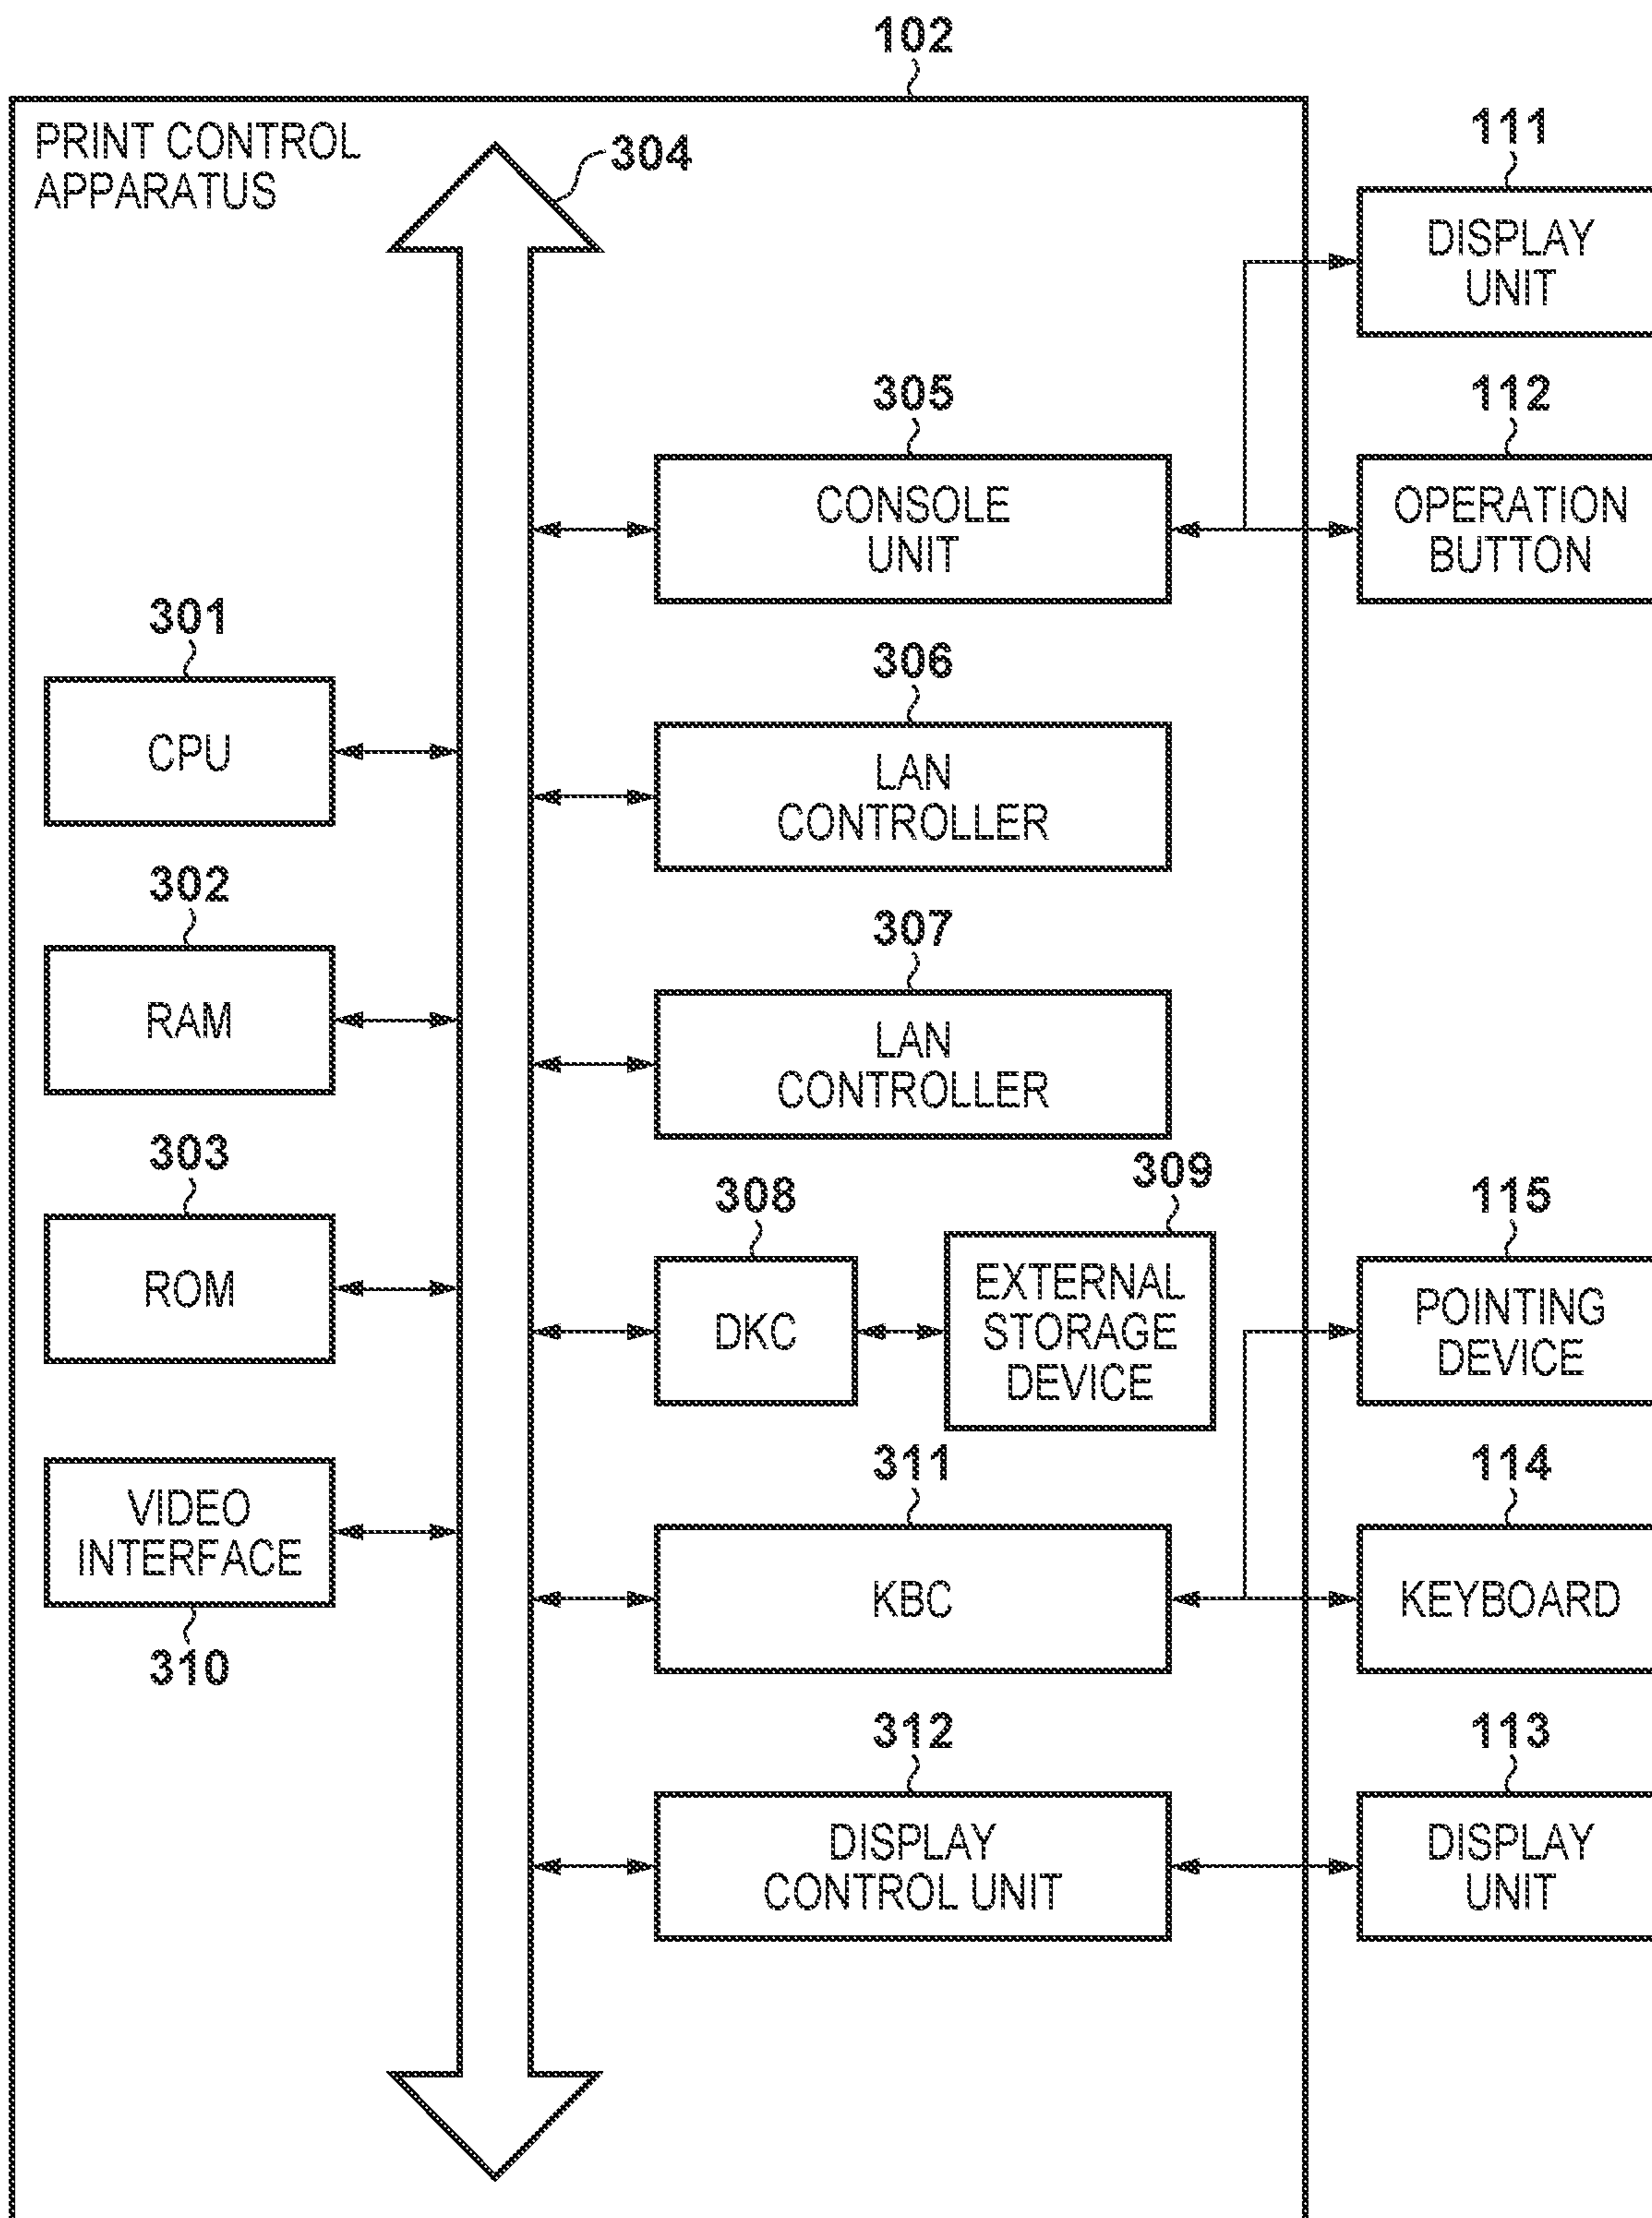 102
PRINT CONTROL
APPARATUS
304
111
DISPLAY
UNIT
305
CONSOLE
UNIT
112
OPERATION
BUTTON
301
CPU
306
LAN
CONTROLLER
302
RAM
307
LAN
CONTROLLER
303
ROM
308
DKC
309
EXTERNAL
STORAGE
DEVICE
115
POINTING
DEVICE
VIDEO
INTERFACE
310
311
KBC
114
KEYBOARD
312
DISPLAY
CONTROL UNIT
113
DISPLAY
UNIT